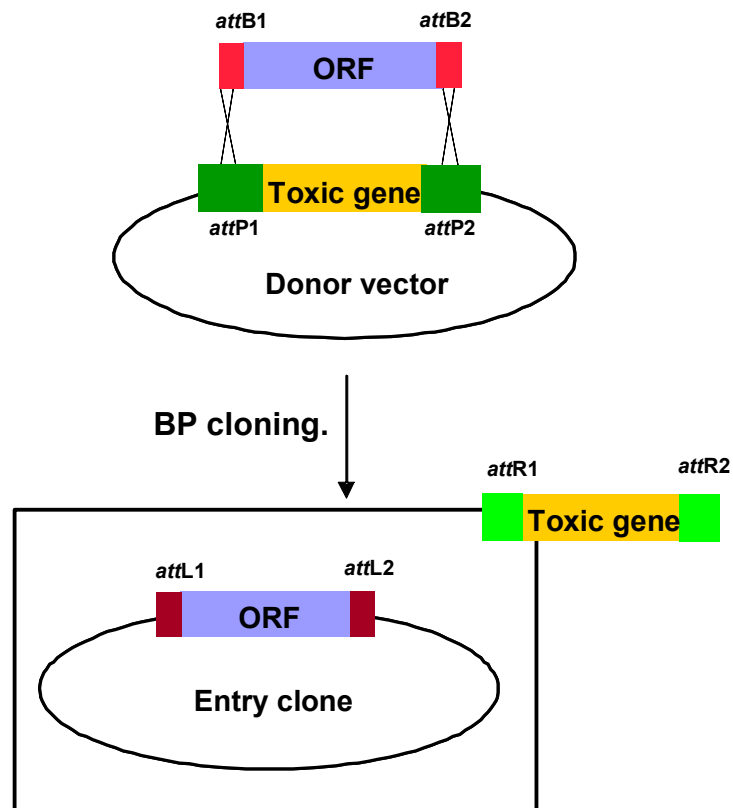 attB1 attB2
ORF
Toxic gene
attP1 attP2
Donor vector
BP cloning.
attR1 attR2
Toxic gene
attL1 attL2
ORF
Entry clone